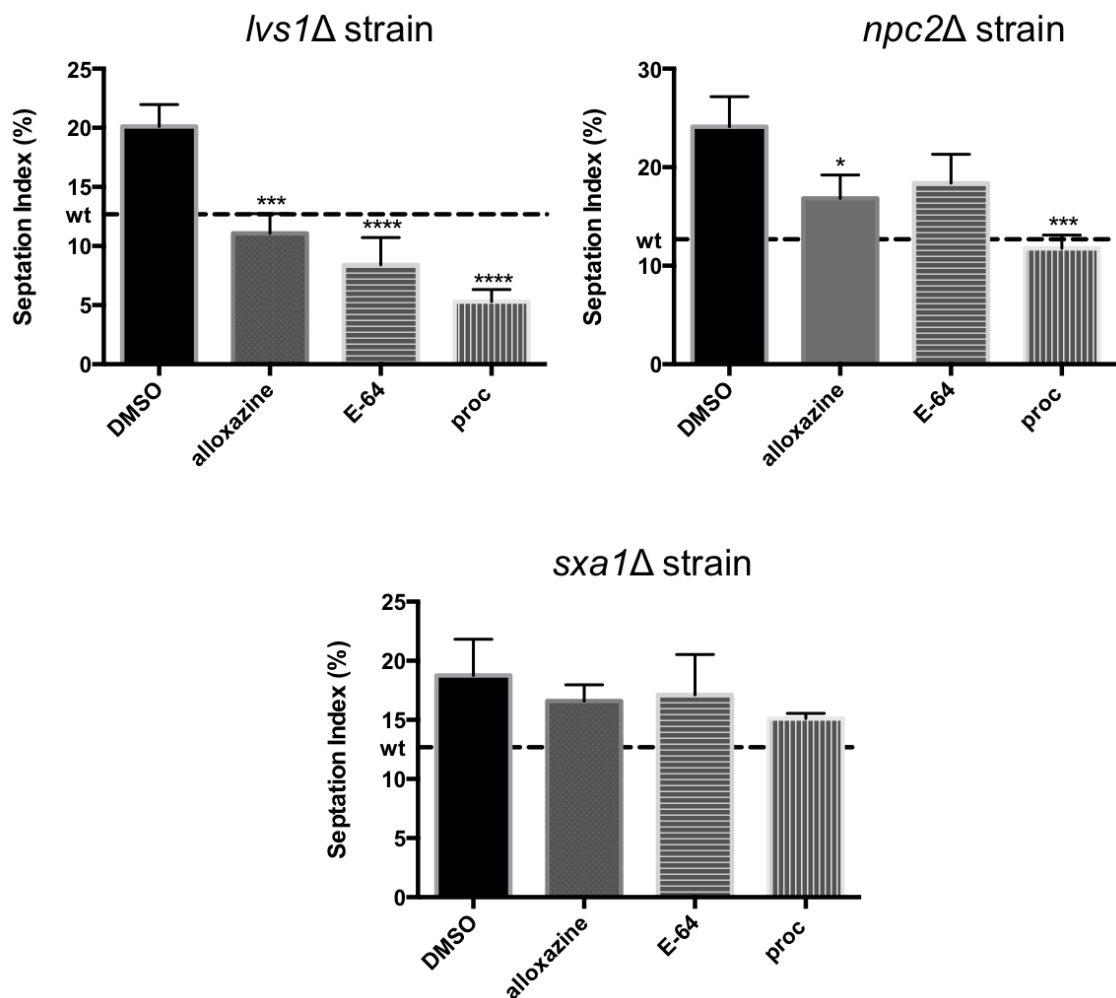 lvs1Δ strain
Septation Index (%)
25
20
15
wt
10
5
0
***
****
****
DMSO
alloxazine
E-64
proc
npc2Δ strain
Septation Index (%)
30
20
wt
10
0
*
***
DMSO
alloxazine
E-64
proc
sxa1Δ strain
Septation Index (%)
25
20
15
wt
10
5
0
DMSO
alloxazine
E-64
proc